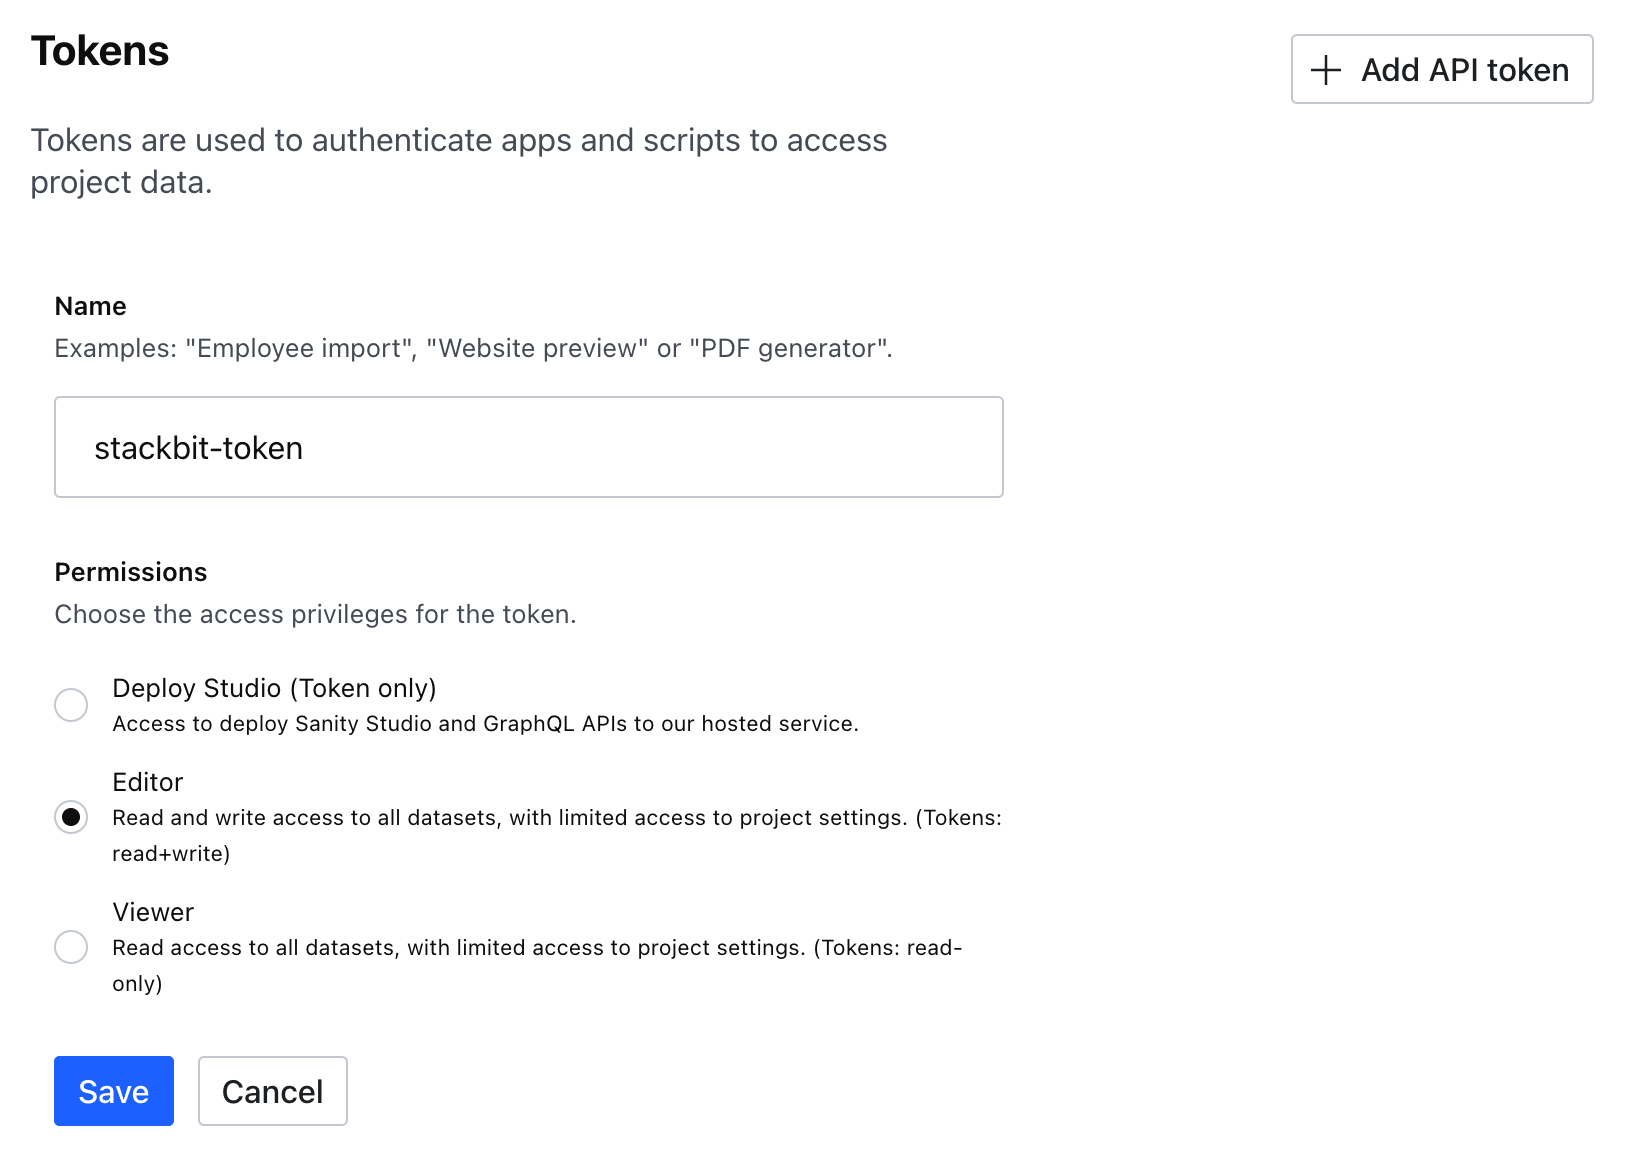 Tokens
Add API token
Tokens are used to authenticate apps and scripts to access
project data.
Name
Examples: "Employee import", "Website preview" or "PDF generator".
stackbit-token
Permissions
Choose the access privileges for the token.
Deploy Studio (Token only)
Access to deploy Sanity Studio and GraphQL APIs to our hosted service.
Editor
Read and write access to all datasets, with limited access to project settings. (Tokens:
read+write)
Viewer
Read access to all datasets, with limited access to project settings. (Tokens: read-
only)
Save
Cancel